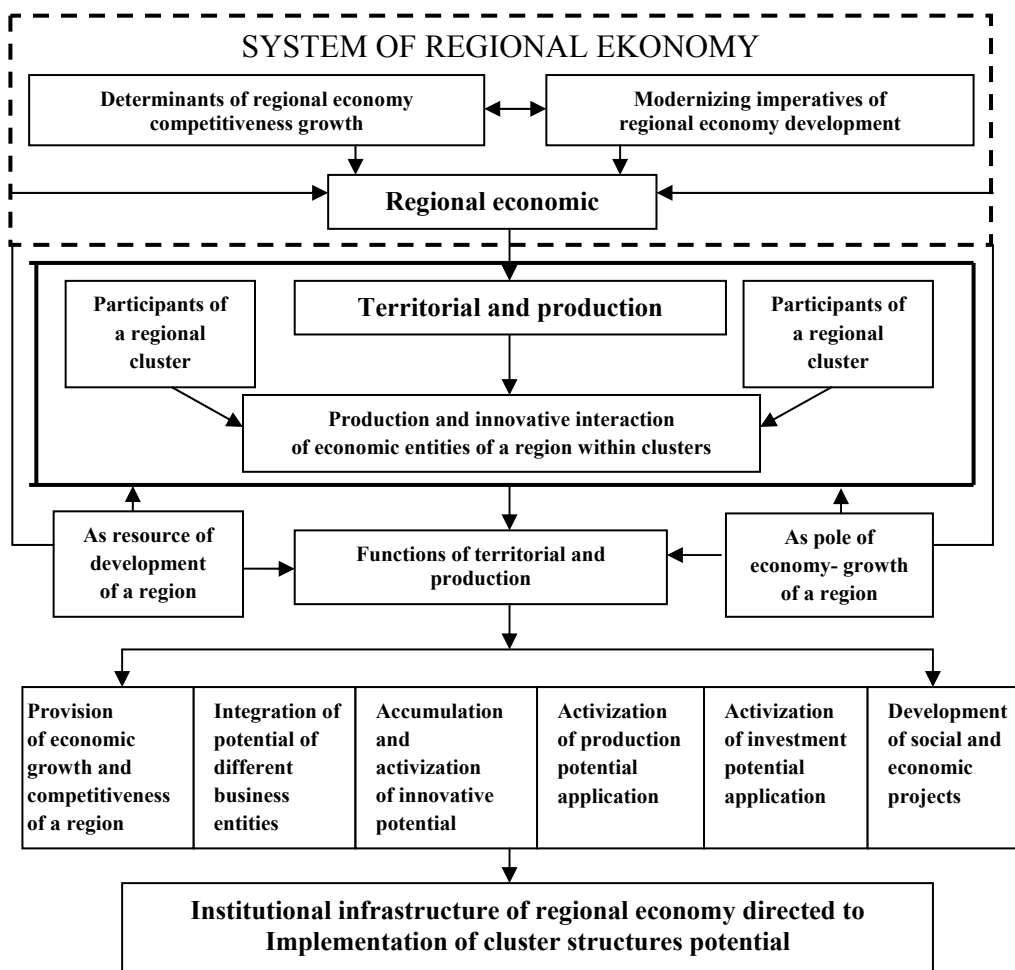 SYSTEM OF REGIONAL EKONOMY
Determinants of regional economy
competitiveness growth
Modernizing imperatives of
regional economy development
Regional economic
Participants of
a regional
cluster
Territorial and production
Participants of
a regional
cluster
Production and innovative interaction
of economic entities of a region within clusters
As resource of
development
of a region
Functions of territorial and
production
As pole of
economy- growth
of a region
Provision
of economic
growth and
competitiveness
of a region
Integration of
potential of
different
business
entities
Accumulation
and
activization
of innovative
potential
Activization
of production
potential
application
Activization
of investment
potential
application
Development
of social and
economic
projects
Institutional infrastructure of regional economy directed to
Implementation of cluster structures potential